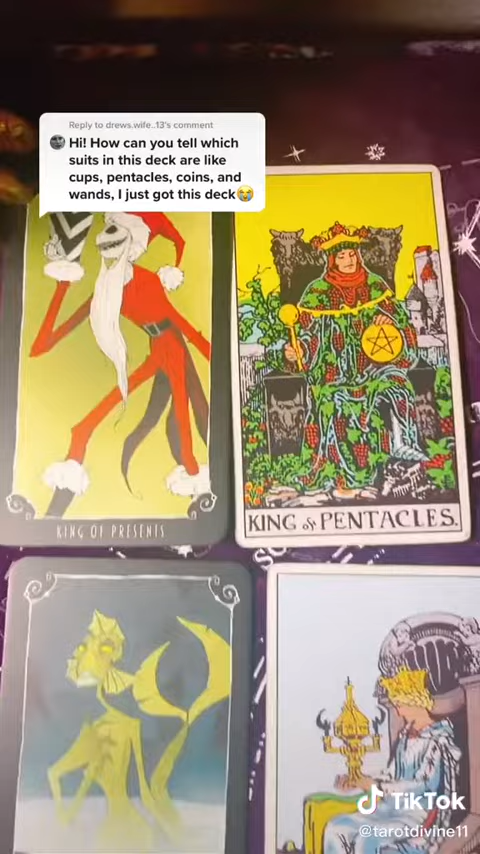 Reply to drews.wife..13's comment
Hi! How can you tell which
suits in this deck are like
cups, pentacles, coins, and
wands, I just got this deck😭
KING OF PRESENTS
KING of PENTACLES.
TikTok
@tarotdivine11